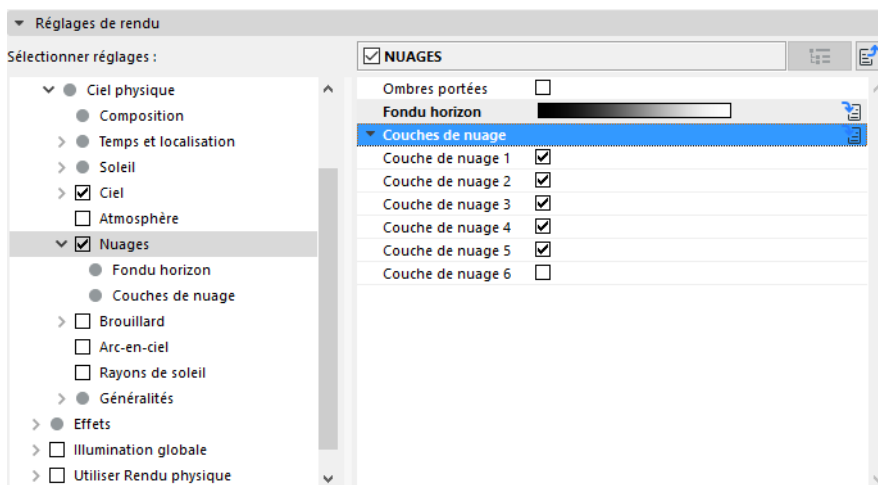 Réglages de rendu
Sélectionner réglages :
Ciel physique
Composition
Temps et localisation
Soleil
Ciel
Atmosphère
Nuages
Fondu horizon
Couches de nuage
Brouillard
Arc-en-ciel
Rayons de soleil
Généralités
Effets
Illumination globale
Utiliser Rendu physique
NUAGES
Ombres portées
Fondu horizon
Couches de nuage
Couche de nuage 1
Couche de nuage 2
Couche de nuage 3
Couche de nuage 4
Couche de nuage 5
Couche de nuage 6